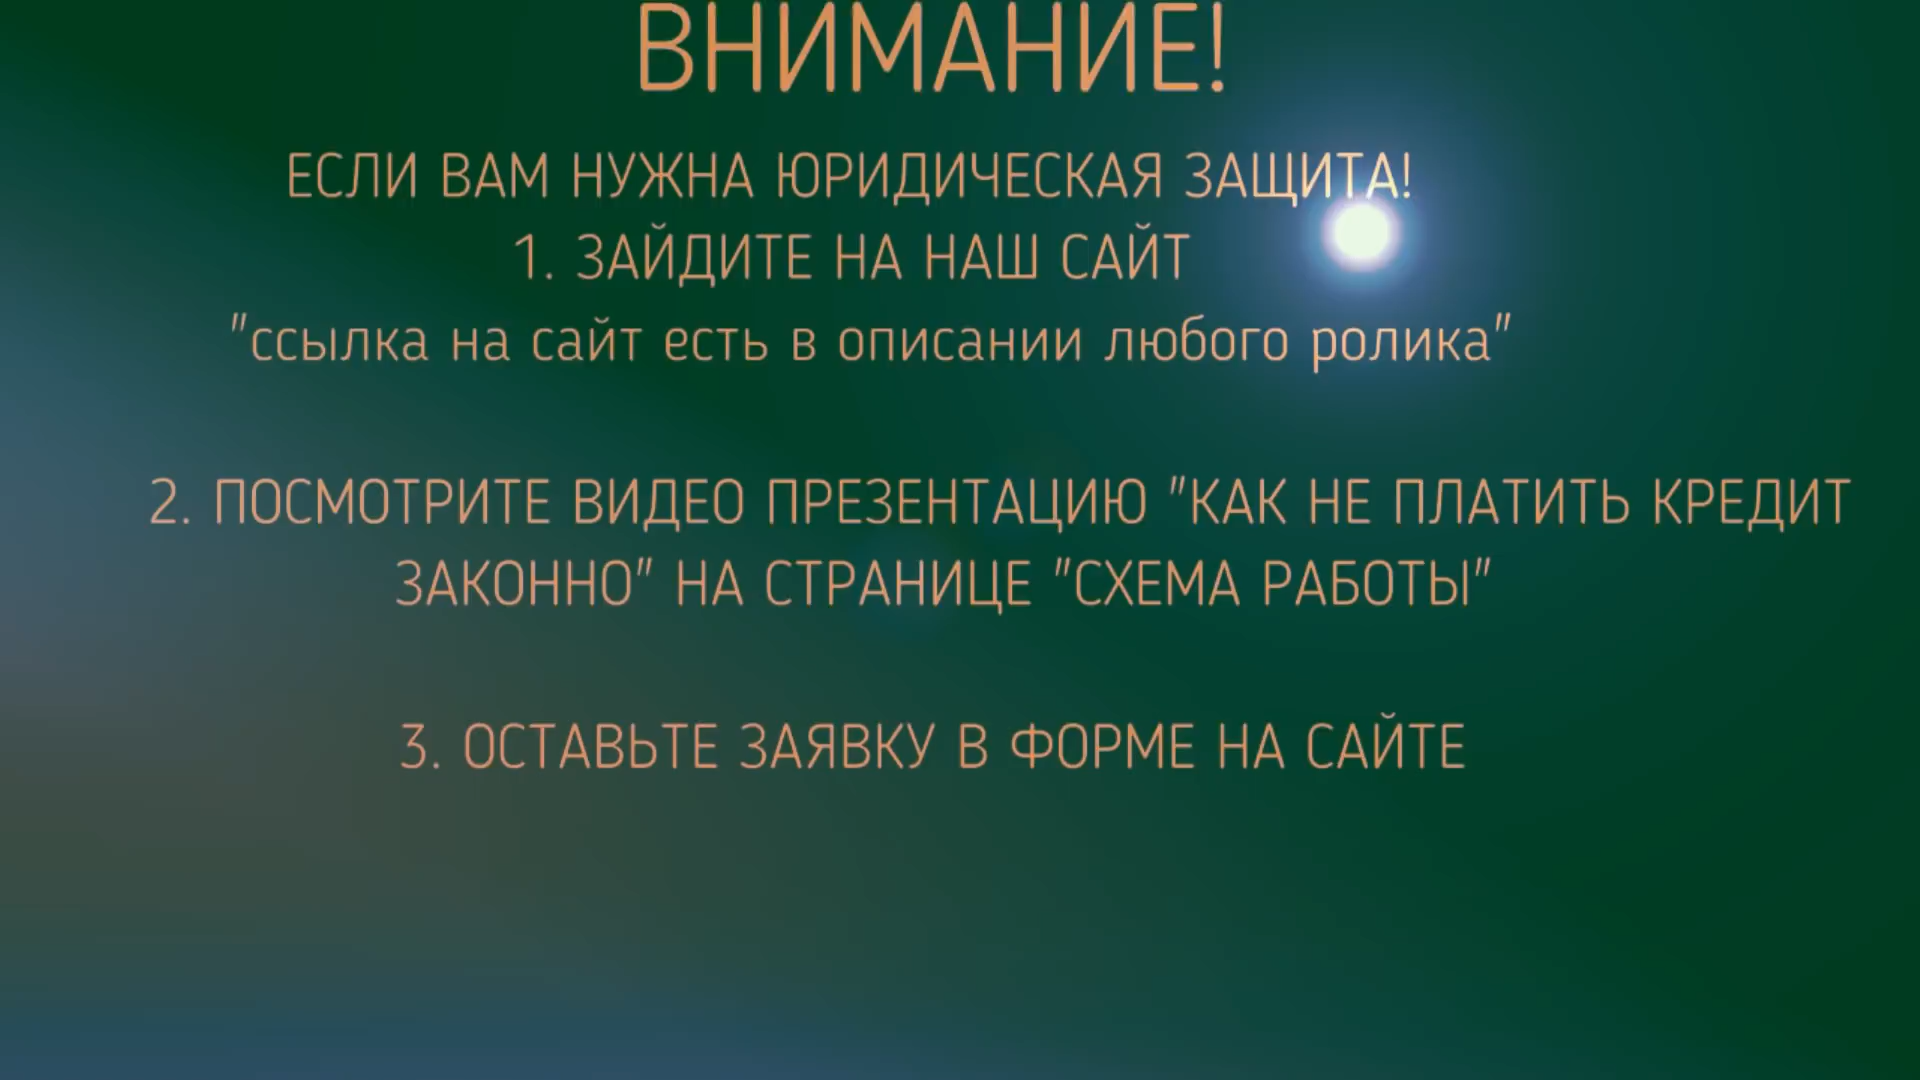 ВНИМАНИЕ!
ЕСЛИ ВАМ НУЖНА ЮРИДИЧЕСКАЯ ЗАЩИТА!
1. ЗАЙДИТЕ НА НАШ САЙТ
"ссылка на сайт есть в описании любого ролика"
2. ПОСМОТРИТЕ ВИДЕО ПРЕЗЕНТАЦИЮ "КАК НЕ ПЛАТИТЬ КРЕДИТ
ЗАКОННО" НА СТРАНИЦЕ "СХЕМА РАБОТЫ"
3. ОСТАВЬТЕ ЗАЯВКУ В ФОРМЕ НА САЙТЕ